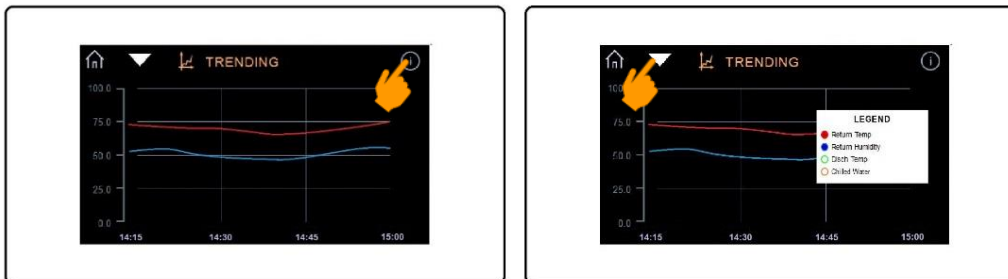 TRENDING
i
100.0
75.0
50.0
25.0
0.0
14:15 14:30 14:45 15:00
TRENDING
i
100.0
75.0
LEGEND
Return Temp
Return Humidity
Disch Temp
Chilled Water
50.0
25.0
0.0
14:15 14:30 14:45 15:00